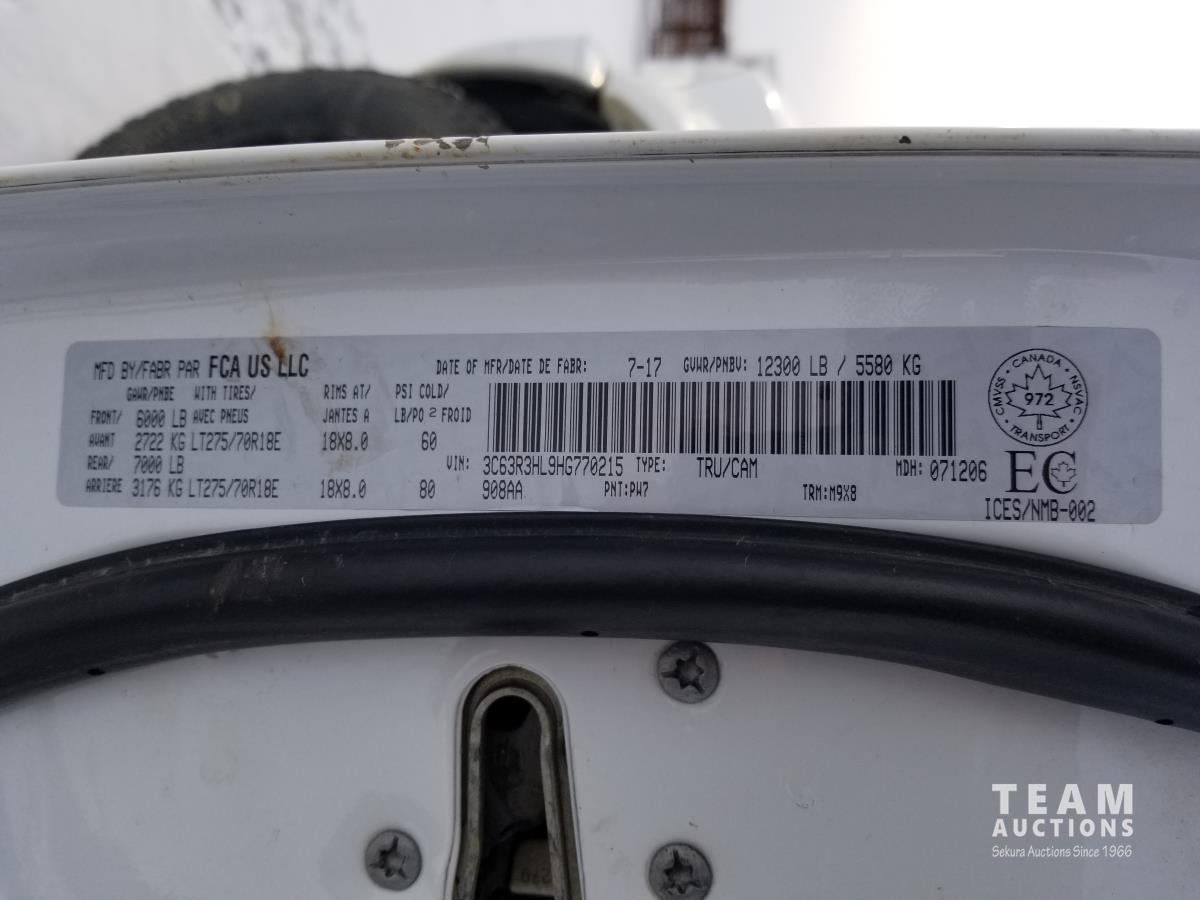 MFD BY/FABR PAR FCA US LLC DATE OF MFR/DATE DE FABR: 7-17 GVWR/PNBV: 12300 LB / 5580 KG
GAWR/PNBE WITH TIRES/ RIMS AT/ PSI COLD/
FRONT/ 6000 LB AVEC PNEUS JANTES A LB/PO 2 FROID
AVANT 2722 KG LT275/70R18E 18X8.0 60
REAR/ 7000 LB VIN: 3C63R3HL9HG770215 TYPE: TRU/CAM MDH: 071206
ARRIERE 3176 KG LT275/70R18E 18X8.0 80 908AA PNT:PW7 TRM:M9X8
CANADA
CMVSS 972 NSVAC
TRANSPORT
EC
ICES/NMB-002
TEAM
AUCTIONS
Sekura Auctions Since 1966